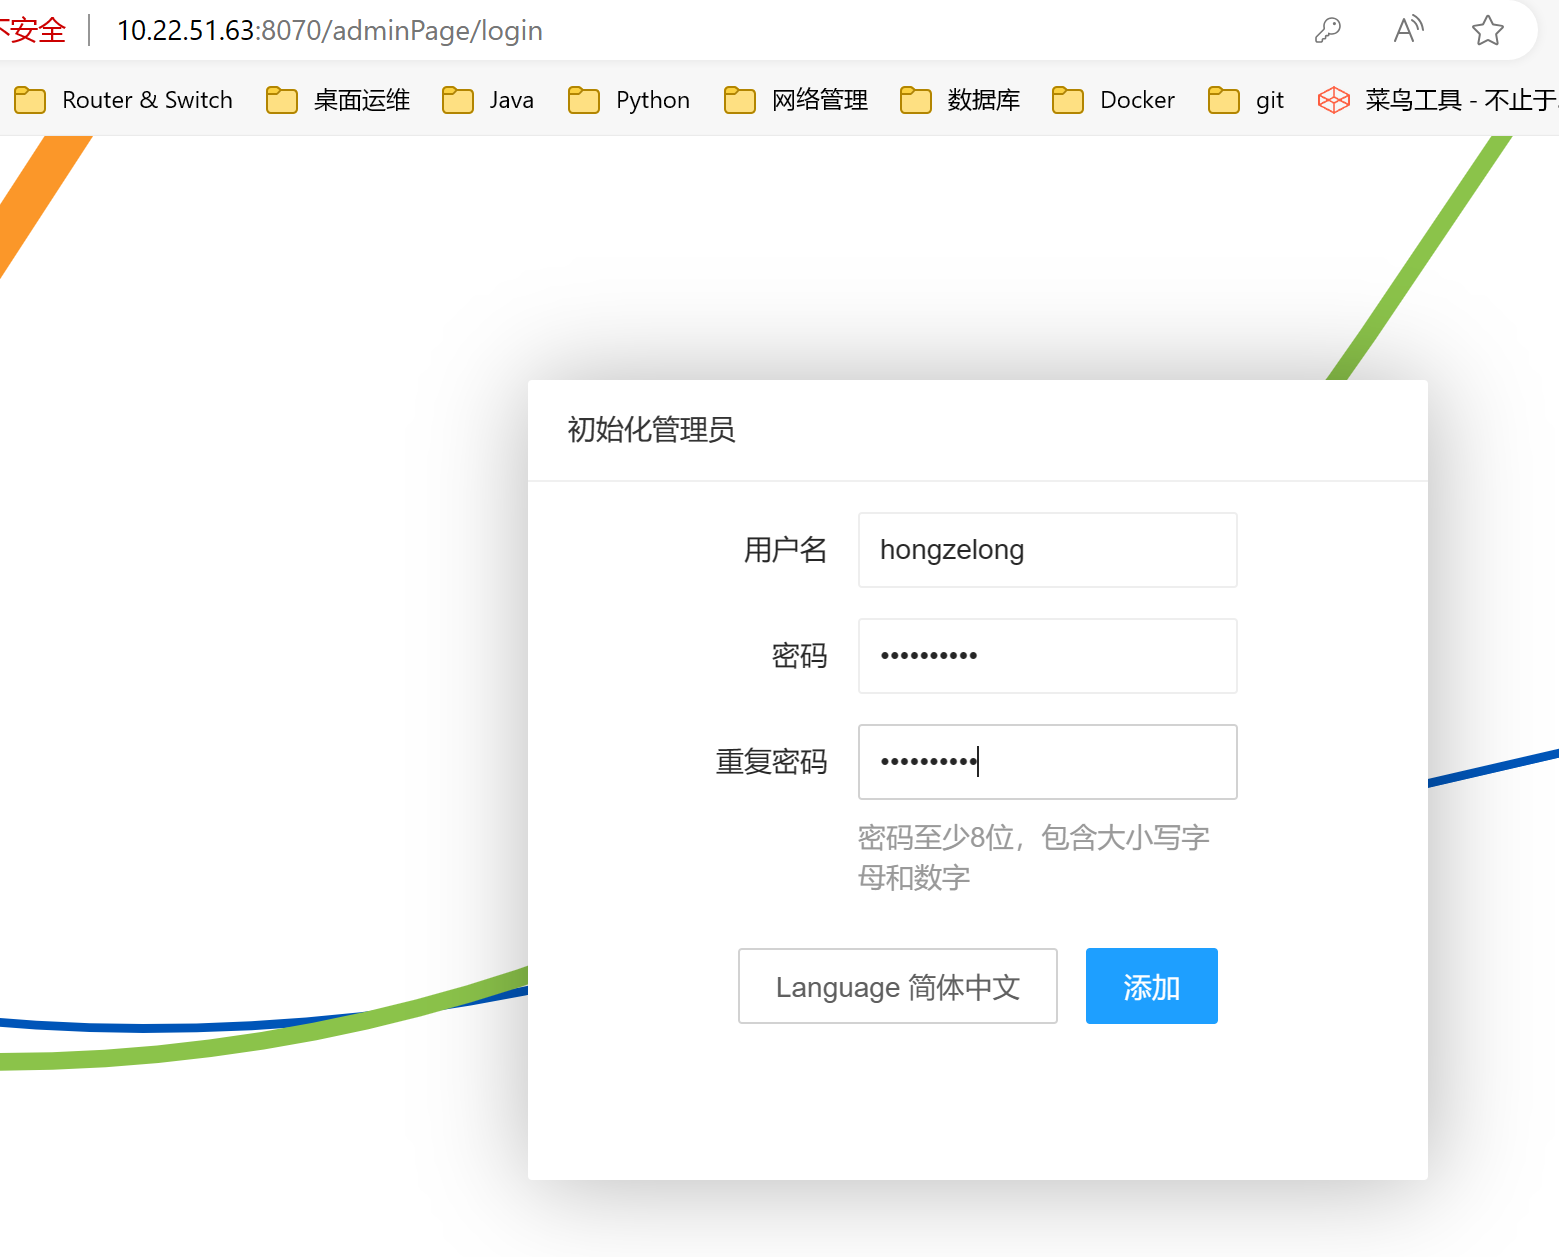 不安全 10.22.51.63:8070/adminPage/login
Router & Switch 桌面运维 Java Python 网络管理 数据库 Docker git 菜鸟工具 - 不止于
初始化管理员
用户名 hongzelong
密码 ••••••••••
重复密码 ••••••••••
密码至少8位，包含大小写字
母和数字
Language 简体中文 添加